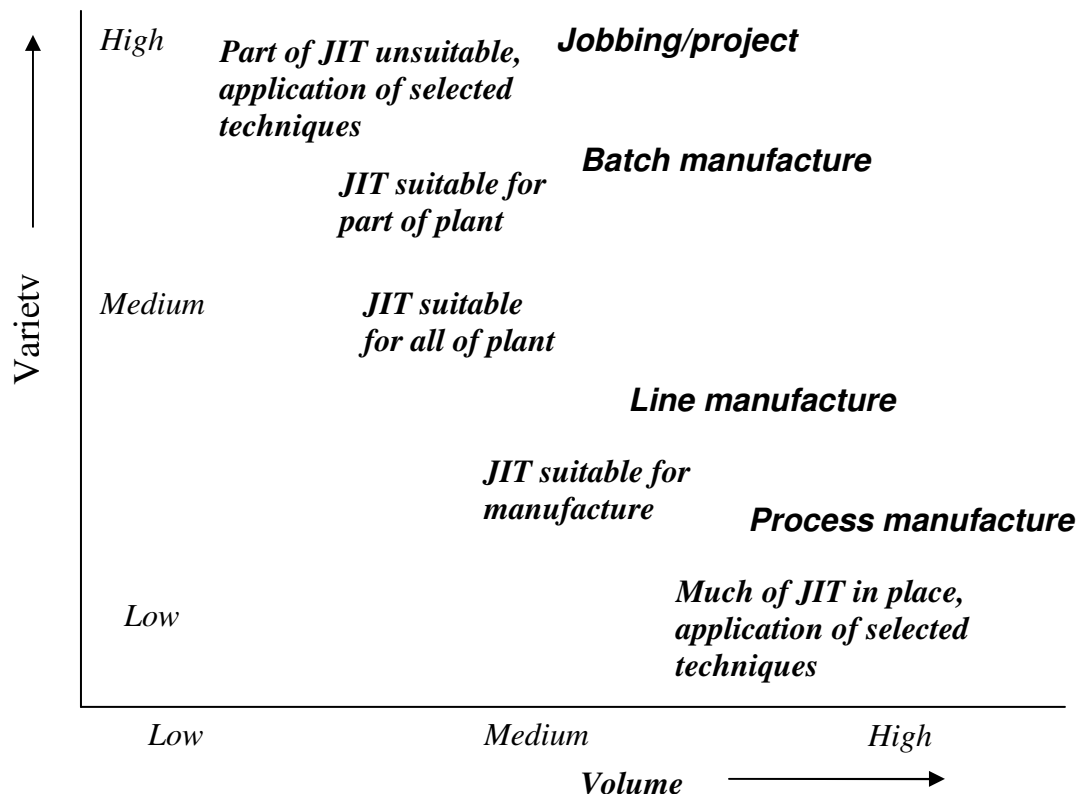 High
Part of JIT unsuitable,
application of selected
techniques
Jobbing/project
Batch manufacture
JIT suitable for
part of plant
Variety
Medium
JIT suitable
for all of plant
Line manufacture
JIT suitable for
manufacture
Process manufacture
Low
Much of JIT in place,
application of selected
techniques
Low
Medium
High
Volume